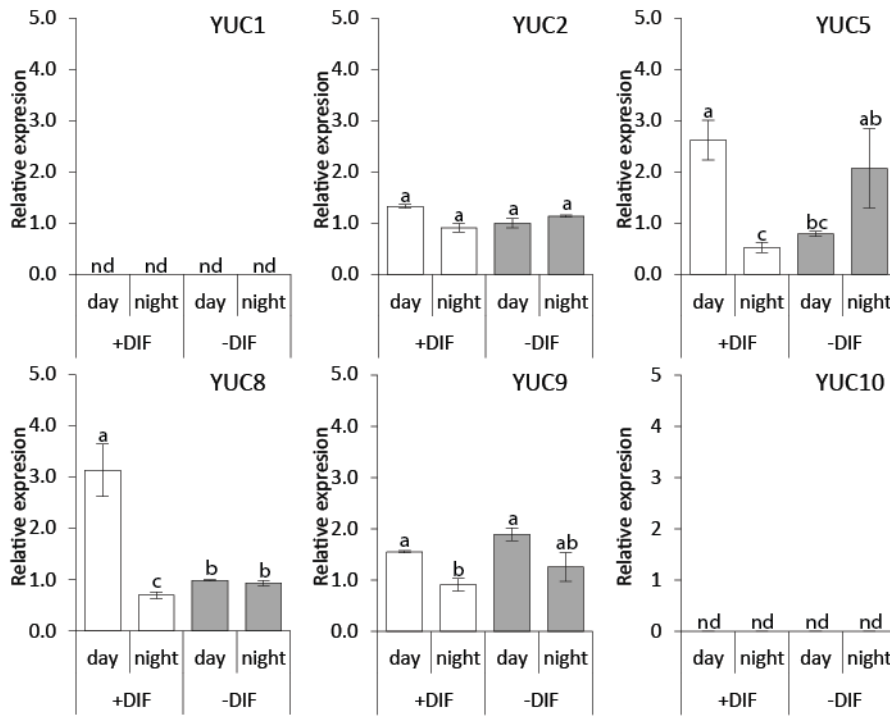 YUC1
Relative expresion
5.0
4.0
3.0
2.0
1.0
0.0
nd nd nd nd
day night day night
+DIF -DIF
YUC2
Relative expresion
5.0
4.0
3.0
2.0
1.0
0.0
a a a a
day night day night
+DIF -DIF
YUC5
Relative expresion
5.0
4.0
3.0
2.0
1.0
0.0
a c bc ab
day night day night
+DIF -DIF
YUC8
Relative expresion
5.0
4.0
3.0
2.0
1.0
0.0
a c b b
day night day night
+DIF -DIF
YUC9
Relative expresion
5.0
4.0
3.0
2.0
1.0
0.0
a b a ab
day night day night
+DIF -DIF
YUC10
Relative expresion
5
4
3
2
1
0
nd nd nd nd
day night day night
+DIF -DIF